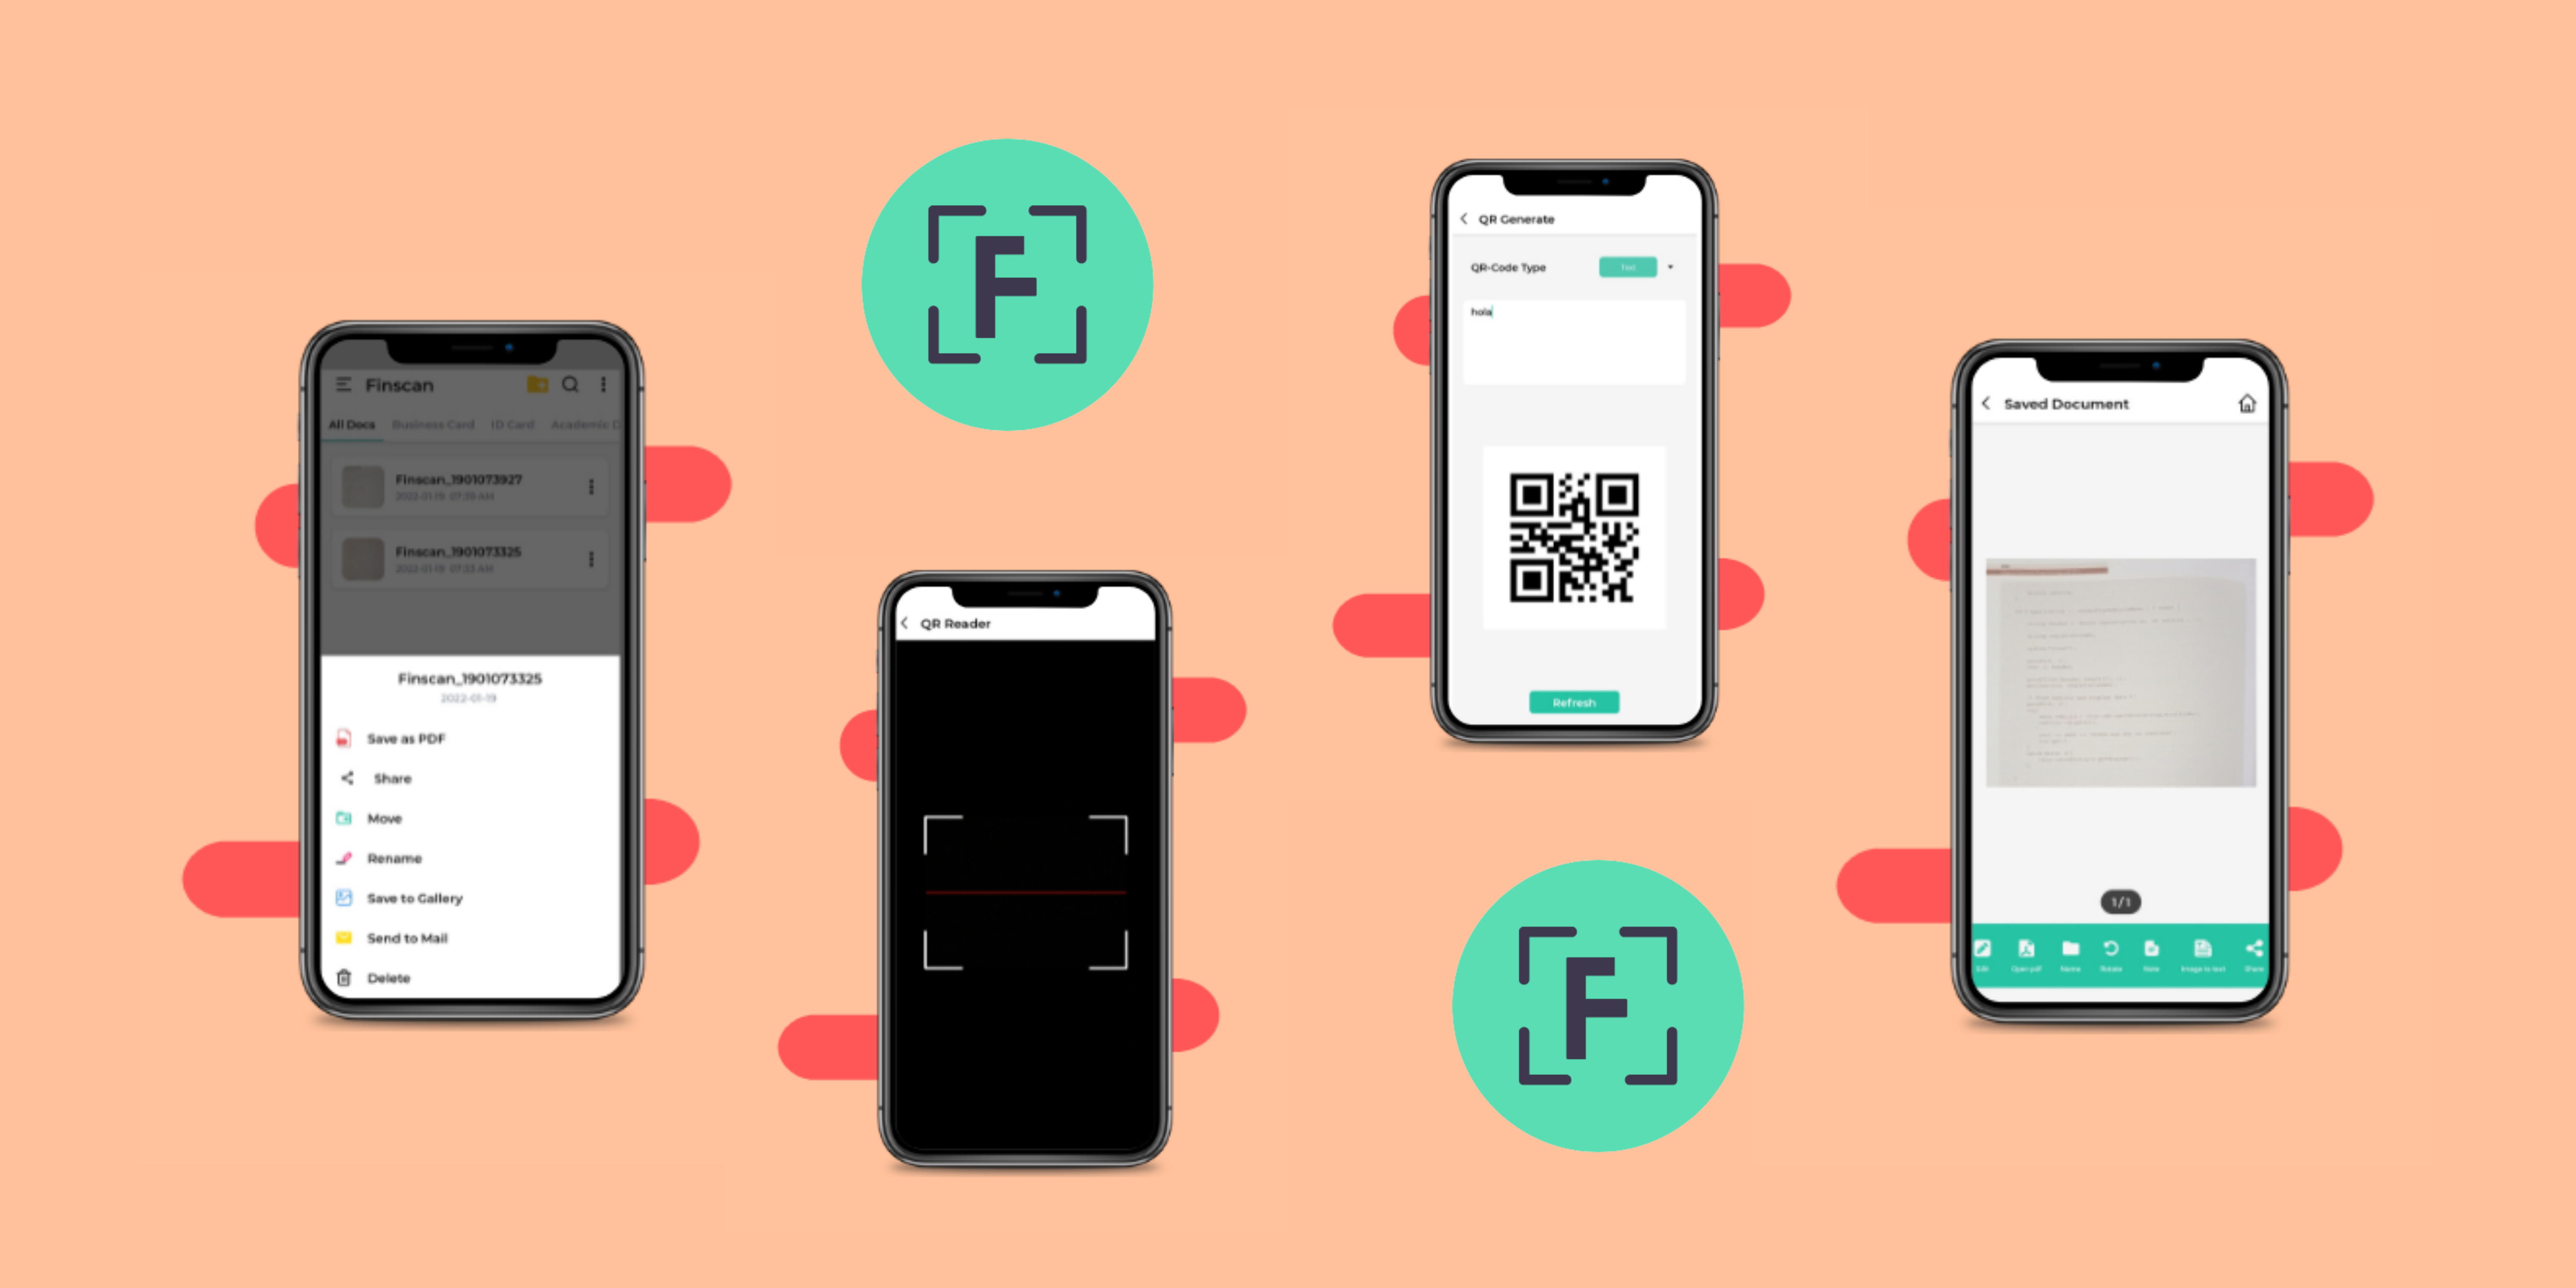 Finscan
All Docs Business Card ID Card Academic D
Finscan_1901073927
2022-01-19 07:39 AM
Finscan_1901073325
2022-01-19 07:33 AM
Finscan_1901073325
2022-01-19
Save as PDF
Share
Move
Rename
Save to Gallery
Send to Mail
Delete
F
QR Reader
QR Generate
QR-Code Type Text
hola
Refresh
F
Saved Document
1/1
Edit Open pdf Name Rotate Note Image to text Share